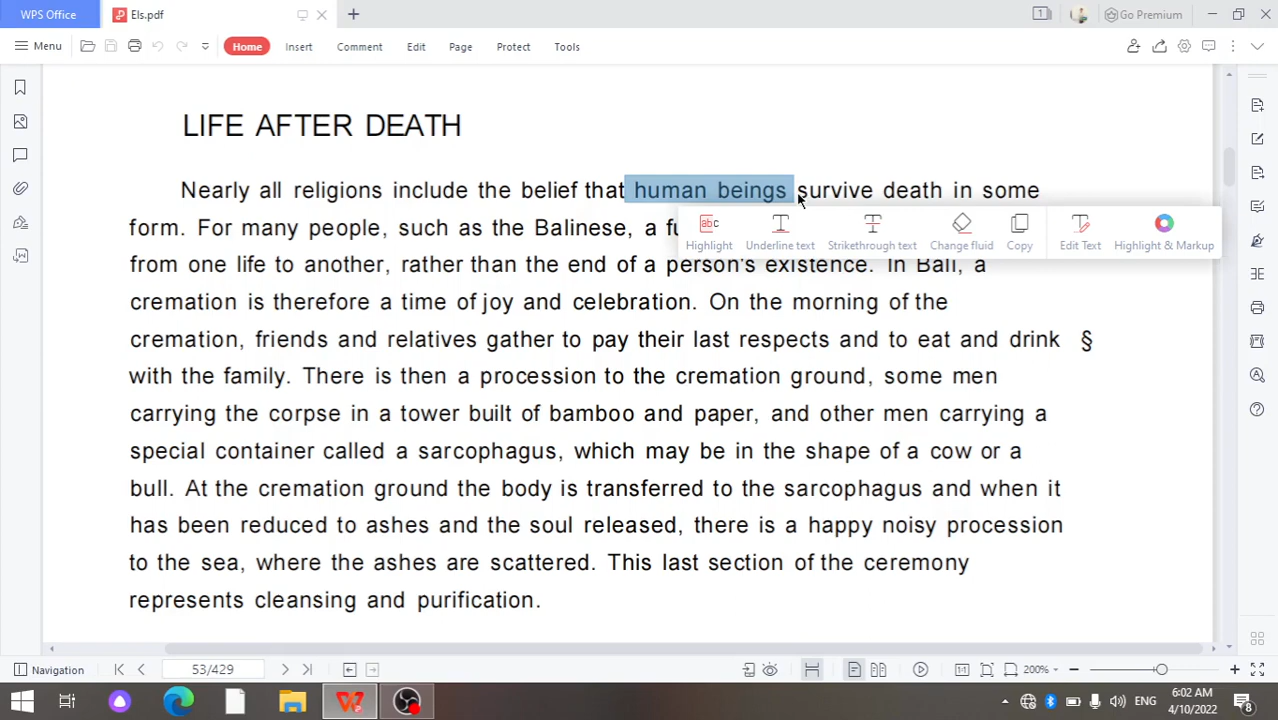 WPS Office
Els.pdf
Go Premium
Menu
Home
Insert
Comment
Edit
Page
Protect
Tools
LIFE AFTER DEATH
Nearly all religions include the belief that human beings survive death in some
form. For many people, such as the Balinese, a fu
Highlight
Underline text
Strikethrough text
Change fluid
Copy
Edit Text
Highlight & Markup
from one life to another, rather than the end of a person's existence. In Bali, a
cremation is therefore a time of joy and celebration. On the morning of the
cremation, friends and relatives gather to pay their last respects and to eat and drink §
with the family. There is then a procession to the cremation ground, some men
carrying the corpse in a tower built of bamboo and paper, and other men carrying a
special container called a sarcophagus, which may be in the shape of a cow or a
bull. At the cremation ground the body is transferred to the sarcophagus and when it
has been reduced to ashes and the soul released, there is a happy noisy procession
to the sea, where the ashes are scattered. This last section of the ceremony
represents cleansing and purification.
Navigation
53/429
200%
ENG
6:02 AM
4/10/2022
8